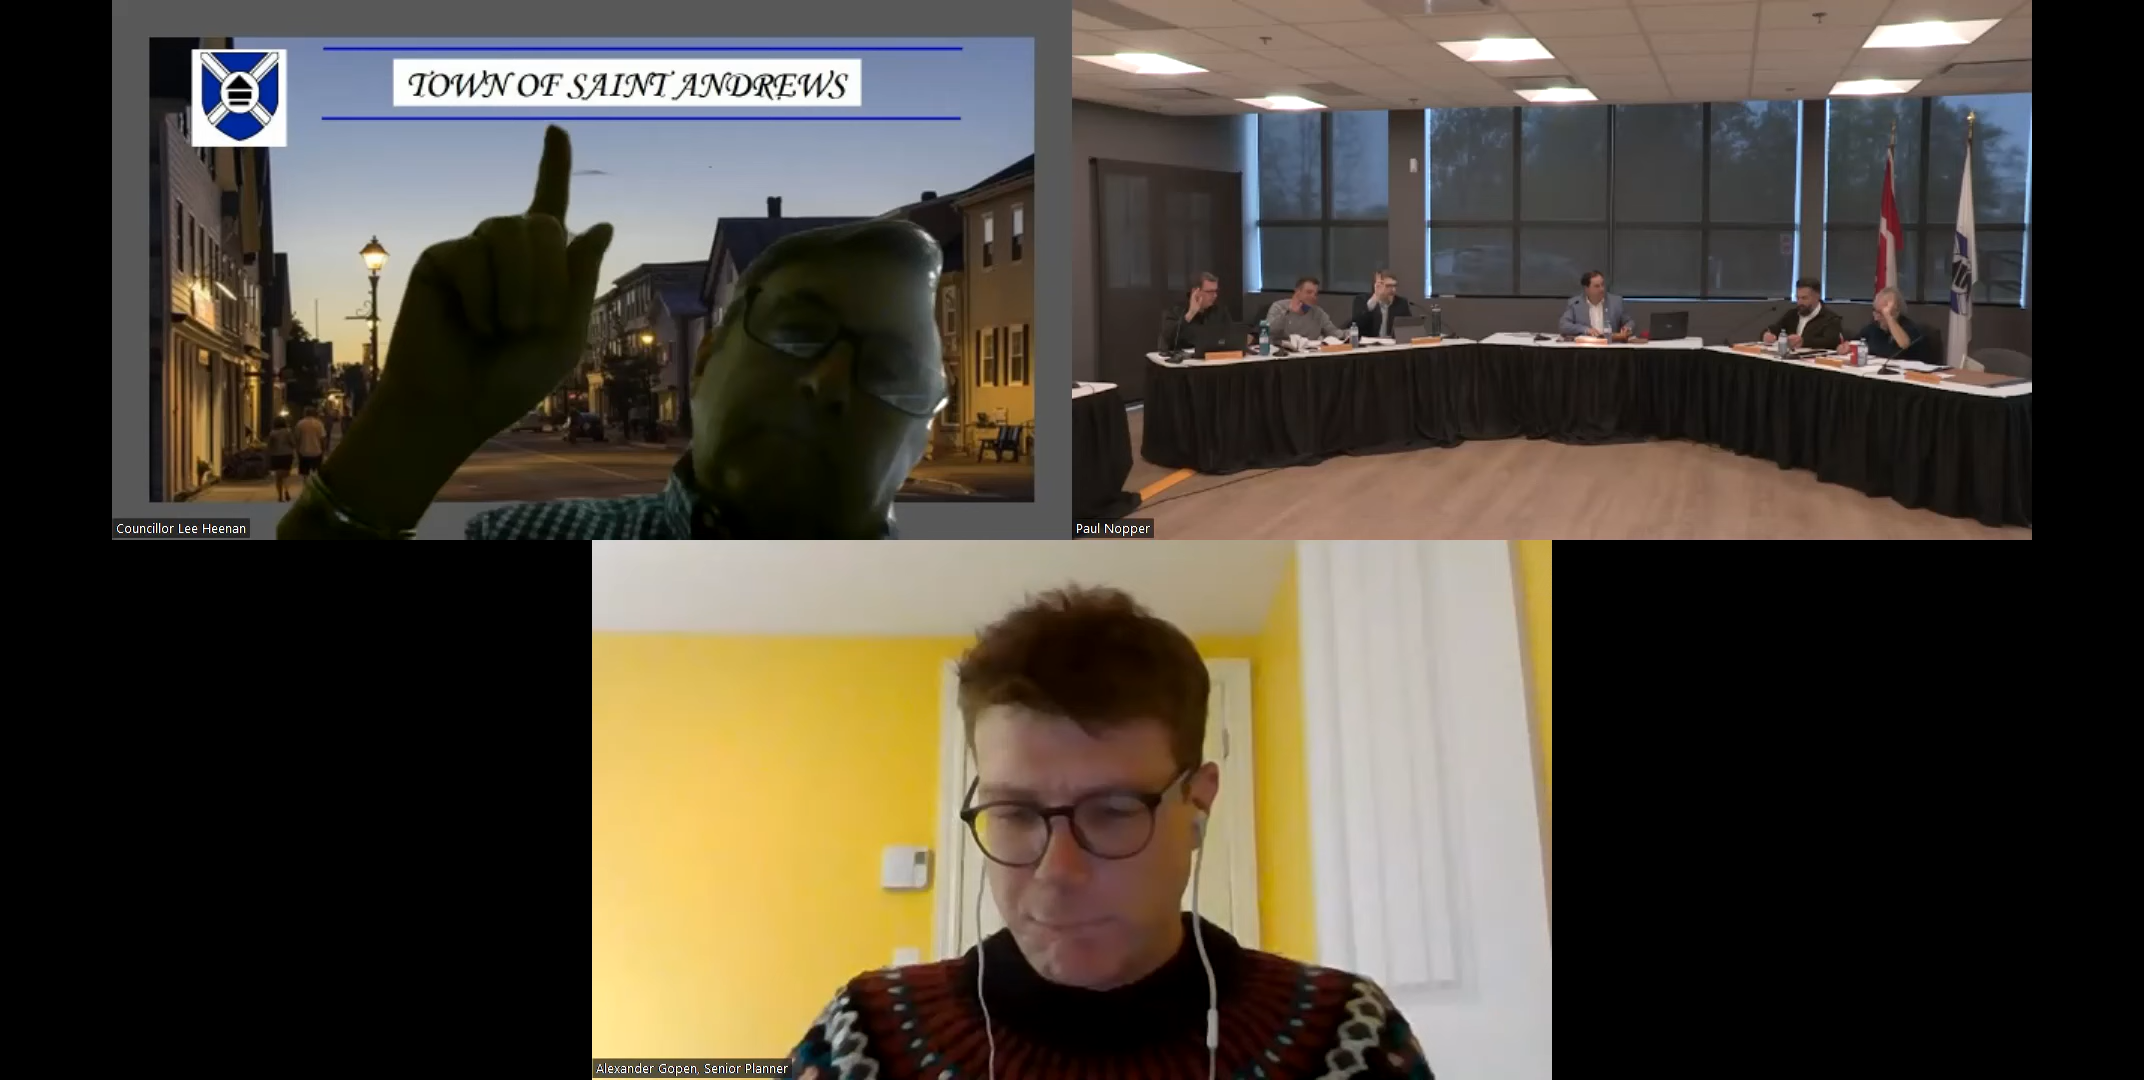 TOWN OF SAINT ANDREWS
Councillor Lee Heenan
Paul Nopper
Alexander Gopen, Senior Planner